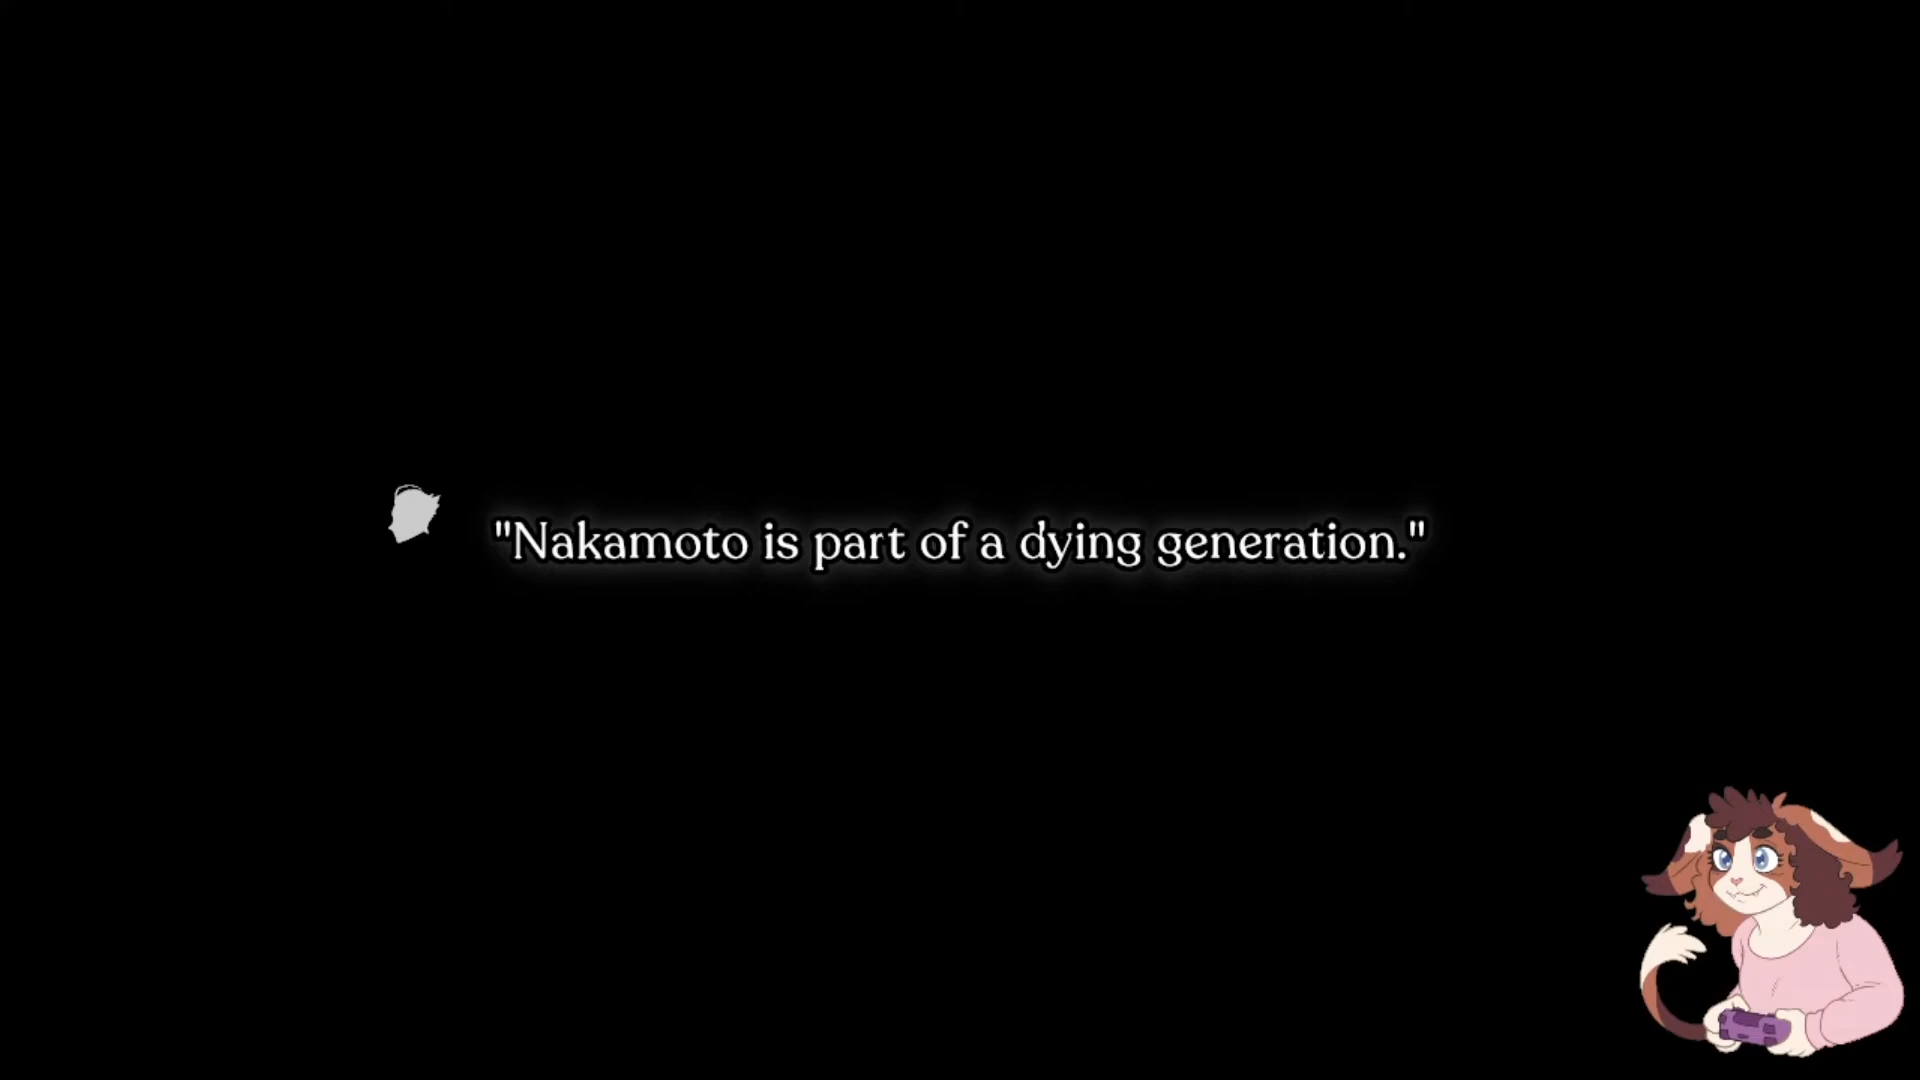 "Nakamoto is part of a dying generation."